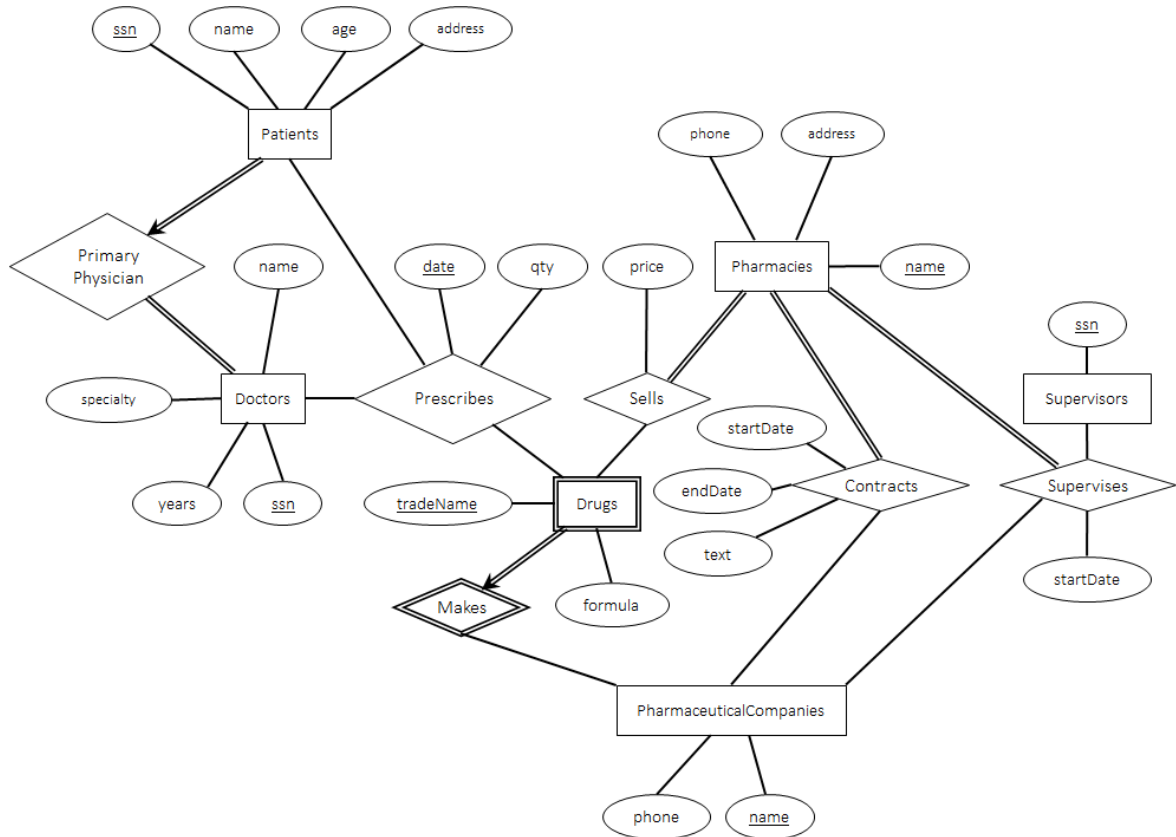 ssn
name
age
address
Patients
phone
address
Primary
Physician
name
date
qty
price
Pharmacies
name
ssn
specialty
Doctors
Prescribes
Sells
Supervisors
startDate
years
ssn
tradeName
Drugs
endDate
Contracts
Supervises
text
startDate
Makes
formula
PharmaceuticalCompanies
phone
name